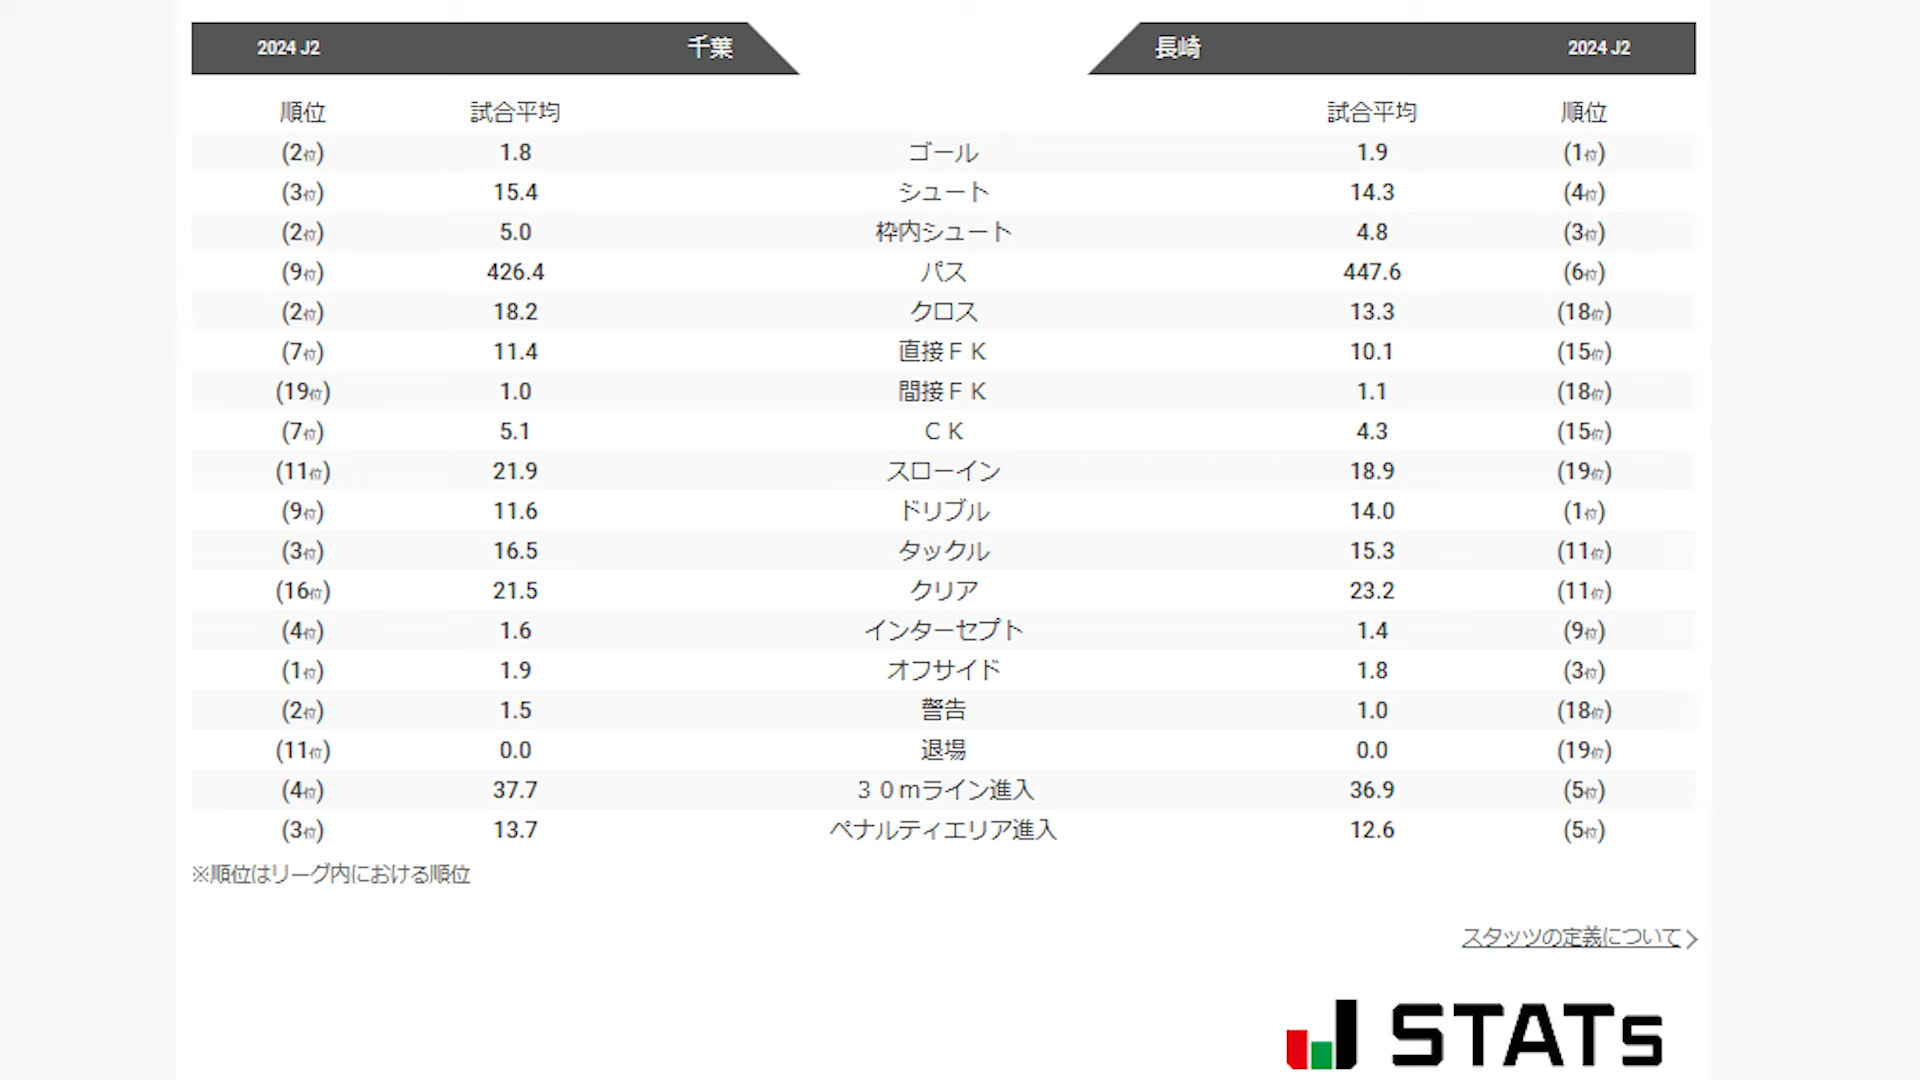 2024 J2 千葉 長崎 2024 J2
順位 試合平均 試合平均 順位
(2位) 1.8 ゴール 1.9 (1位)
(3位) 15.4 シュート 14.3 (4位)
(2位) 5.0 枠内シュート 4.8 (3位)
(9位) 426.4 パス 447.6 (6位)
(2位) 18.2 クロス 13.3 (18位)
(7位) 11.4 直接ＦＫ 10.1 (15位)
(19位) 1.0 間接ＦＫ 1.1 (18位)
(7位) 5.1 ＣＫ 4.3 (15位)
(11位) 21.9 スローイン 18.9 (19位)
(9位) 11.6 ドリブル 14.0 (1位)
(3位) 16.5 タックル 15.3 (11位)
(16位) 21.5 クリア 23.2 (11位)
(4位) 1.6 インターセプト 1.4 (9位)
(1位) 1.9 オフサイド 1.8 (3位)
(2位) 1.5 警告 1.0 (18位)
(11位) 0.0 退場 0.0 (19位)
(4位) 37.7 ３０ｍライン進入 36.9 (5位)
(3位) 13.7 ペナルティエリア進入 12.6 (5位)
※順位はリーグ内における順位
スタッツの定義について
J STATs